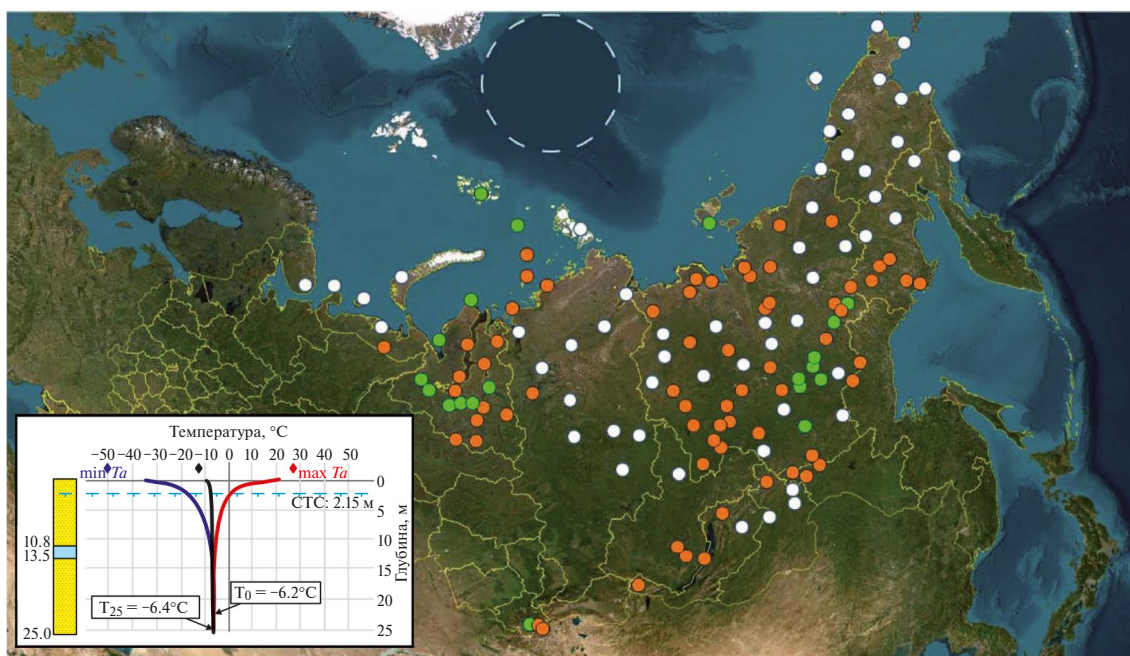 Температура, °C
−50 −40 −30 −20 −10 0 10 20 30 40 50
min Ta
max Ta
0
СТС: 2.15 м
5
10.8
10
13.5
15
T25 = −6.4°C
T0 = −6.2°C
20
25.0
25
Глубина, м